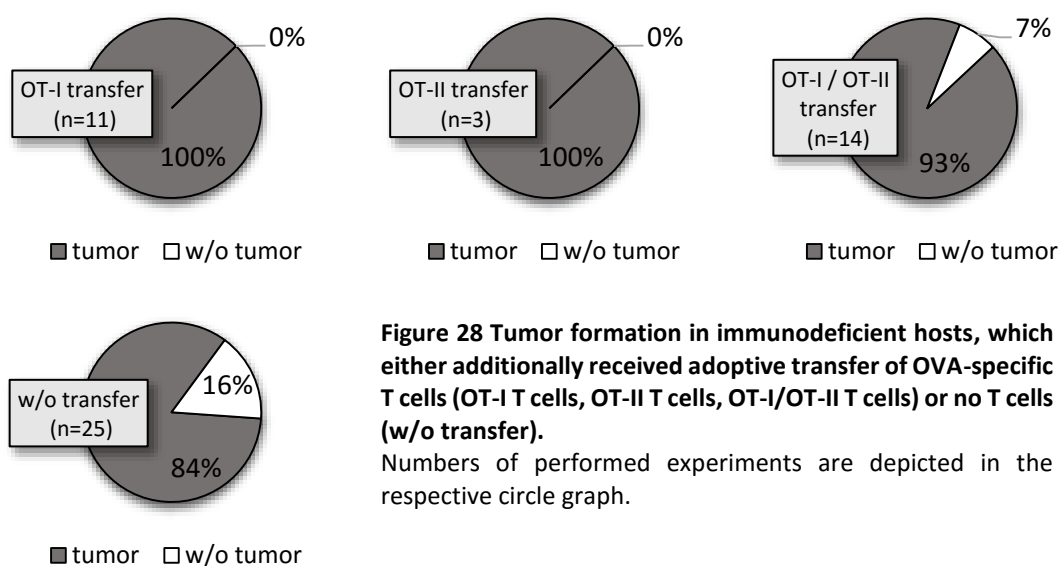 0%
OT-I transfer
(n=11)
100%
■ tumor □ w/o tumor
0%
OT-II transfer
(n=3)
100%
■ tumor □ w/o tumor
7%
OT-I / OT-II
transfer
(n=14)
93%
■ tumor □ w/o tumor
16%
w/o transfer
(n=25)
84%
■ tumor □ w/o tumor
Figure 28 Tumor formation in immunodeficient hosts, which
either additionally received adoptive transfer of OVA-specific
T cells (OT-I T cells, OT-II T cells, OT-I/OT-II T cells) or no T cells
(w/o transfer).
Numbers of performed experiments are depicted in the
respective circle graph.